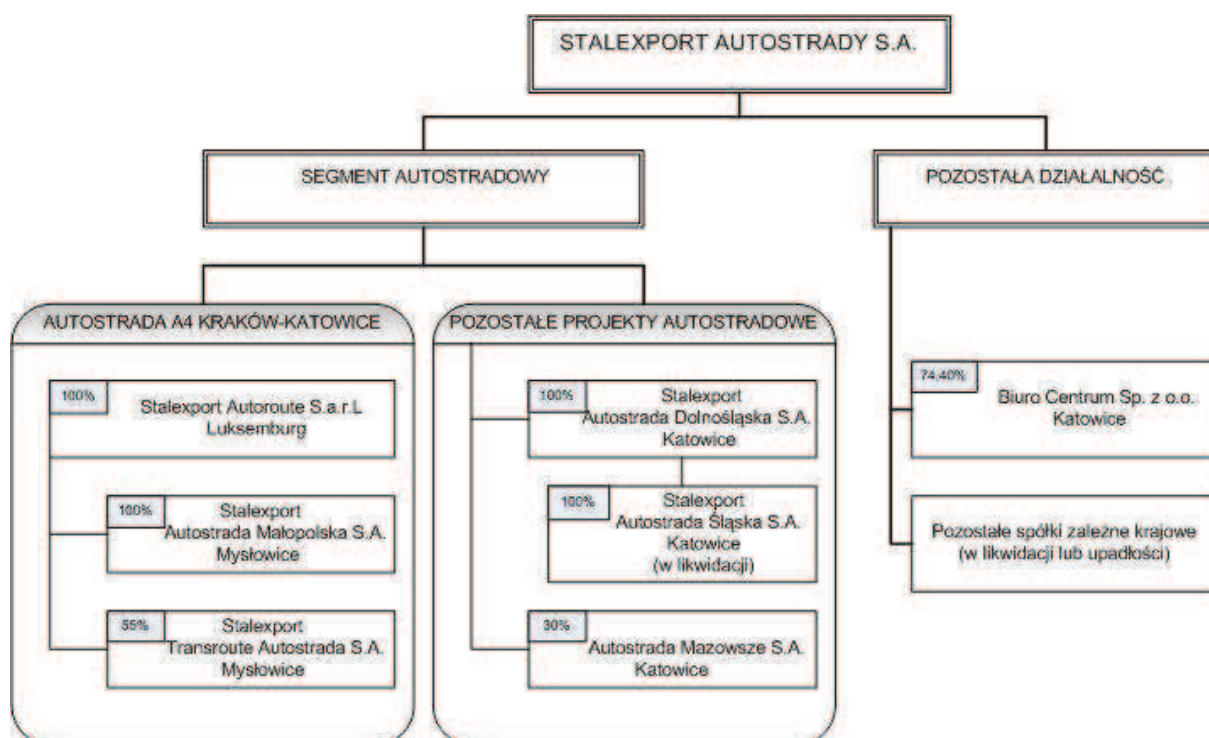 STALEXPORT AUTOSTRADY S.A.
SEGMENT AUTOSTRADOWY
POZOSTAŁA DZIAŁALNOŚĆ
AUTOSTRADA A4 KRAKÓW-KATOWICE
100%
Stalexport Autoroute S.a.r.L
Luksemburg
100%
Stalexport
Autostrada Małopolska S.A.
Mysłowice
55%
Stalexport
Transroute Autostrada S.A.
Mysłowice
POZOSTAŁE PROJEKTY AUTOSTRADOWE
100%
Stalexport
Autostrada Dolnośląska S.A.
Katowice
100%
Stalexport
Autostrada Śląska S.A.
Katowice
(w likwidacji)
30%
Autostrada Mazowsze S.A.
Katowice
74,40%
Biuro Centrum Sp. z o.o.
Katowice
Pozostałe spółki zależne krajowe
(w likwidacji lub upadłości)